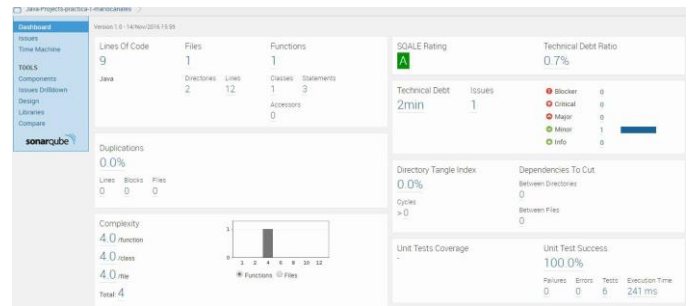 Java-Projects-practica-1-manocanales
Dashboard
Issues
Time Machine
TOOLS
Components
Issues Drilldown
Design
Libraries
Compare
sonarqube
Version 1.0 - 14/Nov/2016 15:39
Lines Of Code
9
Java
Files
1
Directories Lines
2 12
Functions
1
Classes Statements
1 3
Accessors
0
Duplications
0.0%
Lines Blocks Files
0 0 0
Complexity
4.0 /function
4.0 /class
4.0 /file
Total: 4
1
0
1 2 4 6 8 10 12
Functions Files
SQALE Rating
A
Technical Debt Ratio
0.7%
Technical Debt
2min
Issues
1
Blocker 0
Critical 0
Major 0
Minor 1
Info 0
Directory Tangle Index
0.0%
Cycles
> 0
Dependencies To Cut
Between Directories
0
Between Files
0
Unit Tests Coverage
-
Unit Test Success
100.0%
Failures Errors Tests Execution Time
0 0 6 241 ms